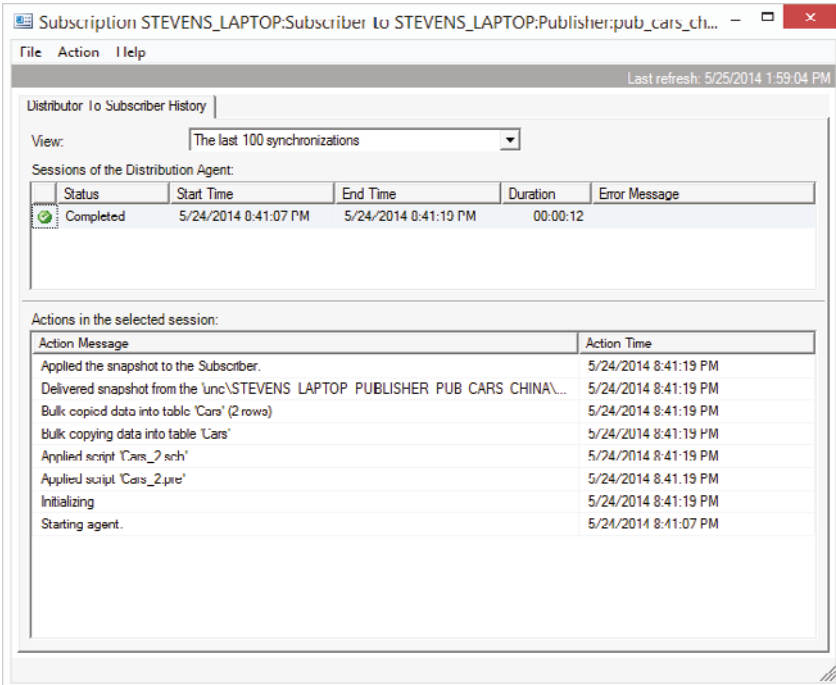 Subscription STEVENS_LAPTOP:Subscriber to STEVENS_LAPTOP:Publisher:pub_cars_ch...
File Action Help
Last refresh: 5/25/2014 1:59:04 PM
Distributor To Subscriber History
View: The last 100 synchronizations
Sessions of the Distribution Agent:
Status Start Time End Time Duration Error Message
Completed 5/24/2014 8:41:07 PM 5/24/2014 8:41:19 PM 00:00:12
Actions in the selected session:
Action Message Action Time
Applied the snapshot to the Subscriber. 5/24/2014 8:41:19 PM
Delivered snapshot from the 'unc\STEVENS_LAPTOP_PUBLISHER_PUB_CARS_CHINA\... 5/24/2014 8:41:19 PM
Bulk copied data into table 'Cars' (2 rows) 5/24/2014 8:41:19 PM
Bulk copying data into table 'Cars' 5/24/2014 8:41:19 PM
Applied script 'Cars_2.sch' 5/24/2014 8:41:19 PM
Applied script 'Cars_2.pre' 5/24/2014 8:41:19 PM
Initializing 5/24/2014 8:41:19 PM
Starting agent. 5/24/2014 8:41:07 PM